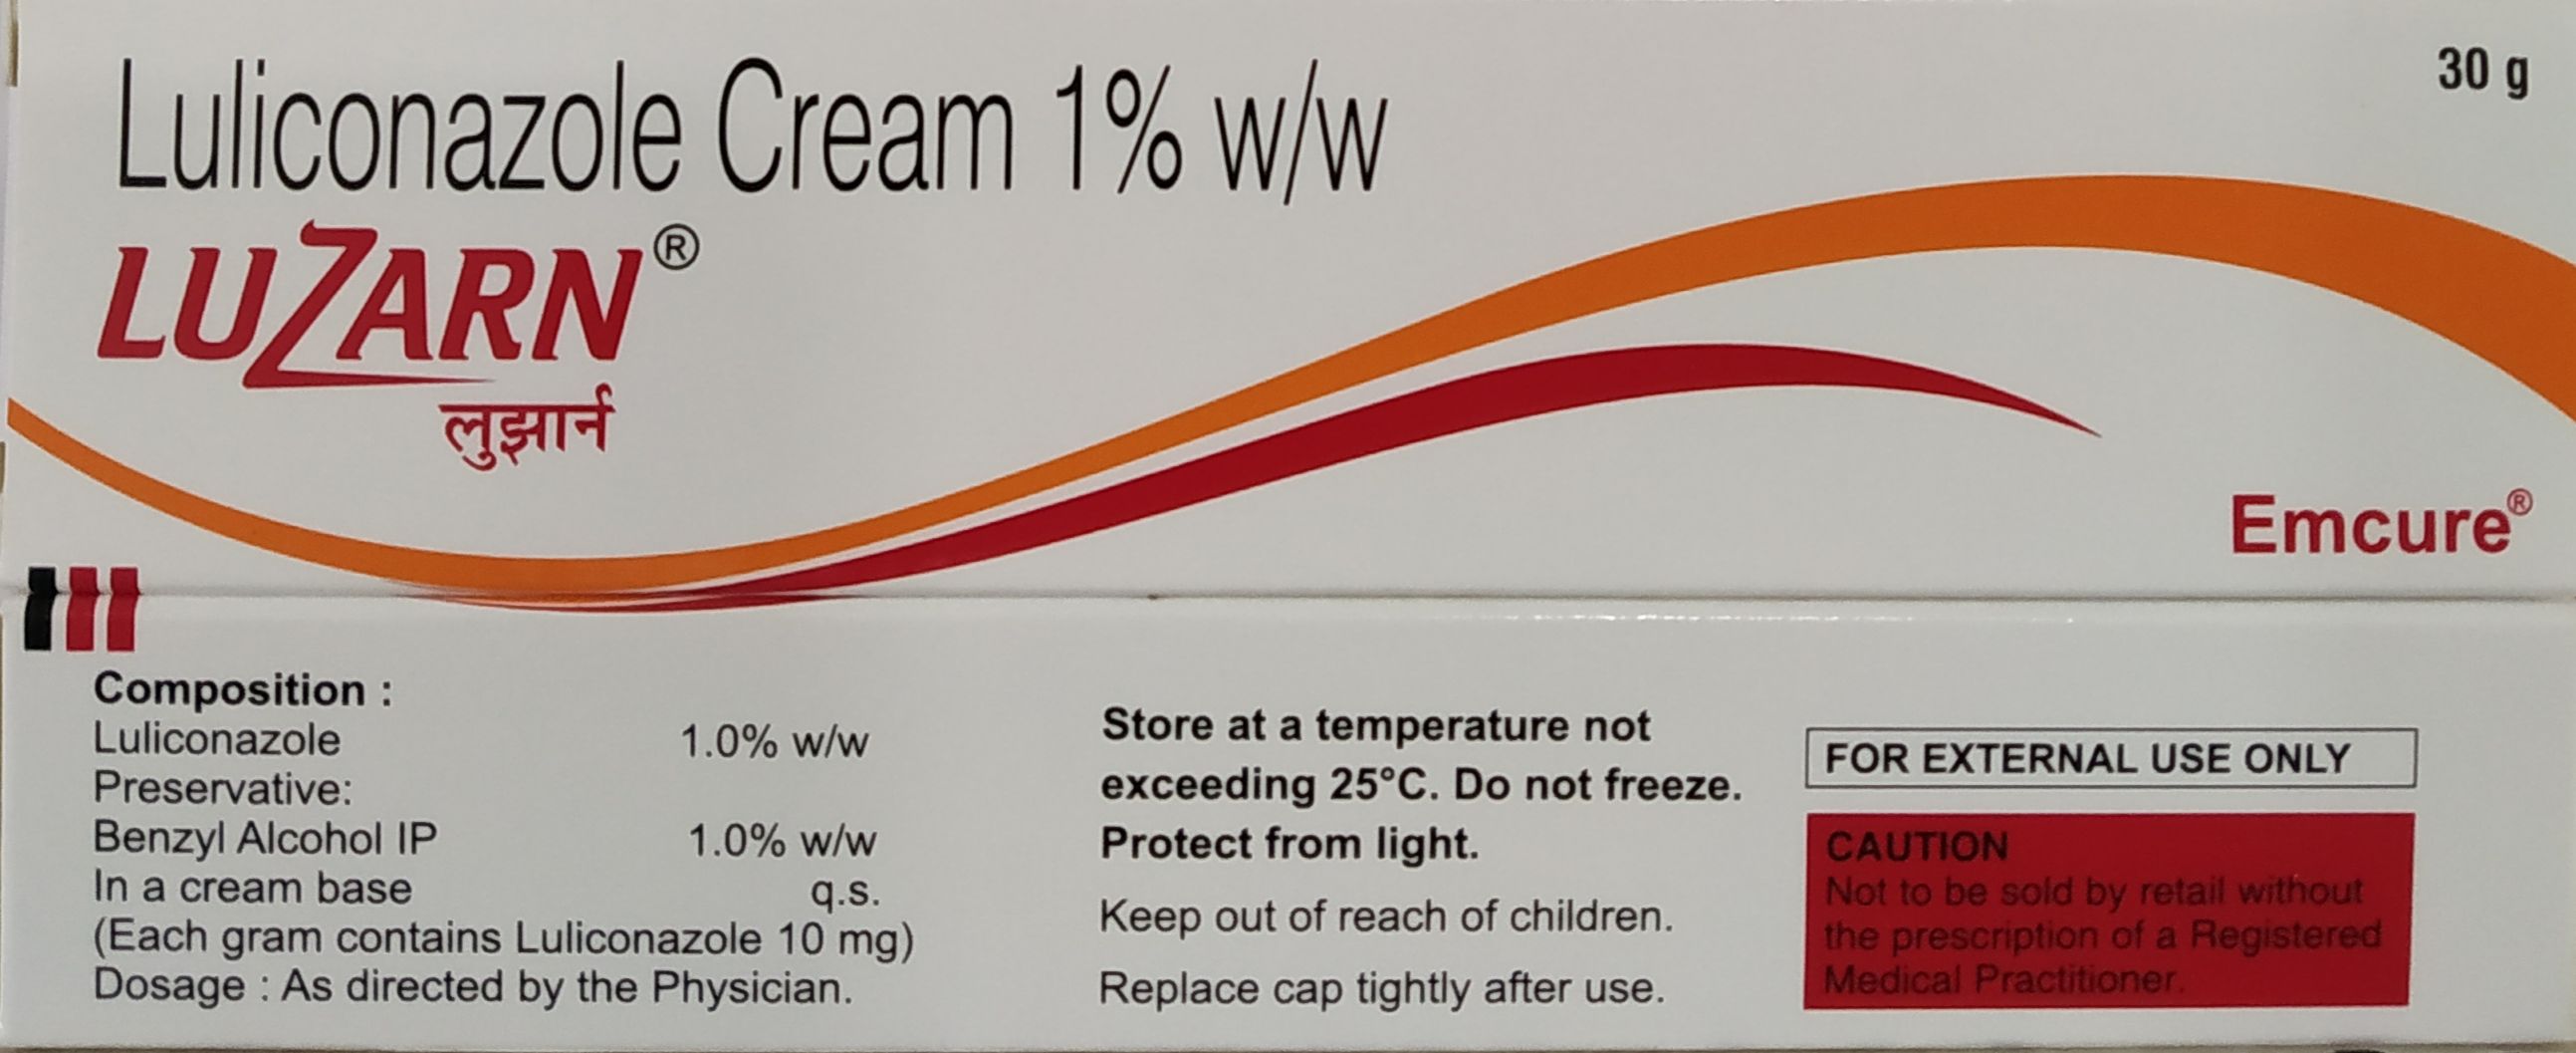 Luliconazole Cream 1% w/w
30 g
LUZARN®
लुझार्न
Emcure®
Composition :
Luliconazole 1.0% w/w
Preservative:
Benzyl Alcohol IP 1.0% w/w
In a cream base q.s.
(Each gram contains Luliconazole 10 mg)
Dosage : As directed by the Physician.
Store at a temperature not
exceeding 25°C. Do not freeze.
Protect from light.
Keep out of reach of children.
Replace cap tightly after use.
FOR EXTERNAL USE ONLY
CAUTION
Not to be sold by retail without
the prescription of a Registered
Medical Practitioner.